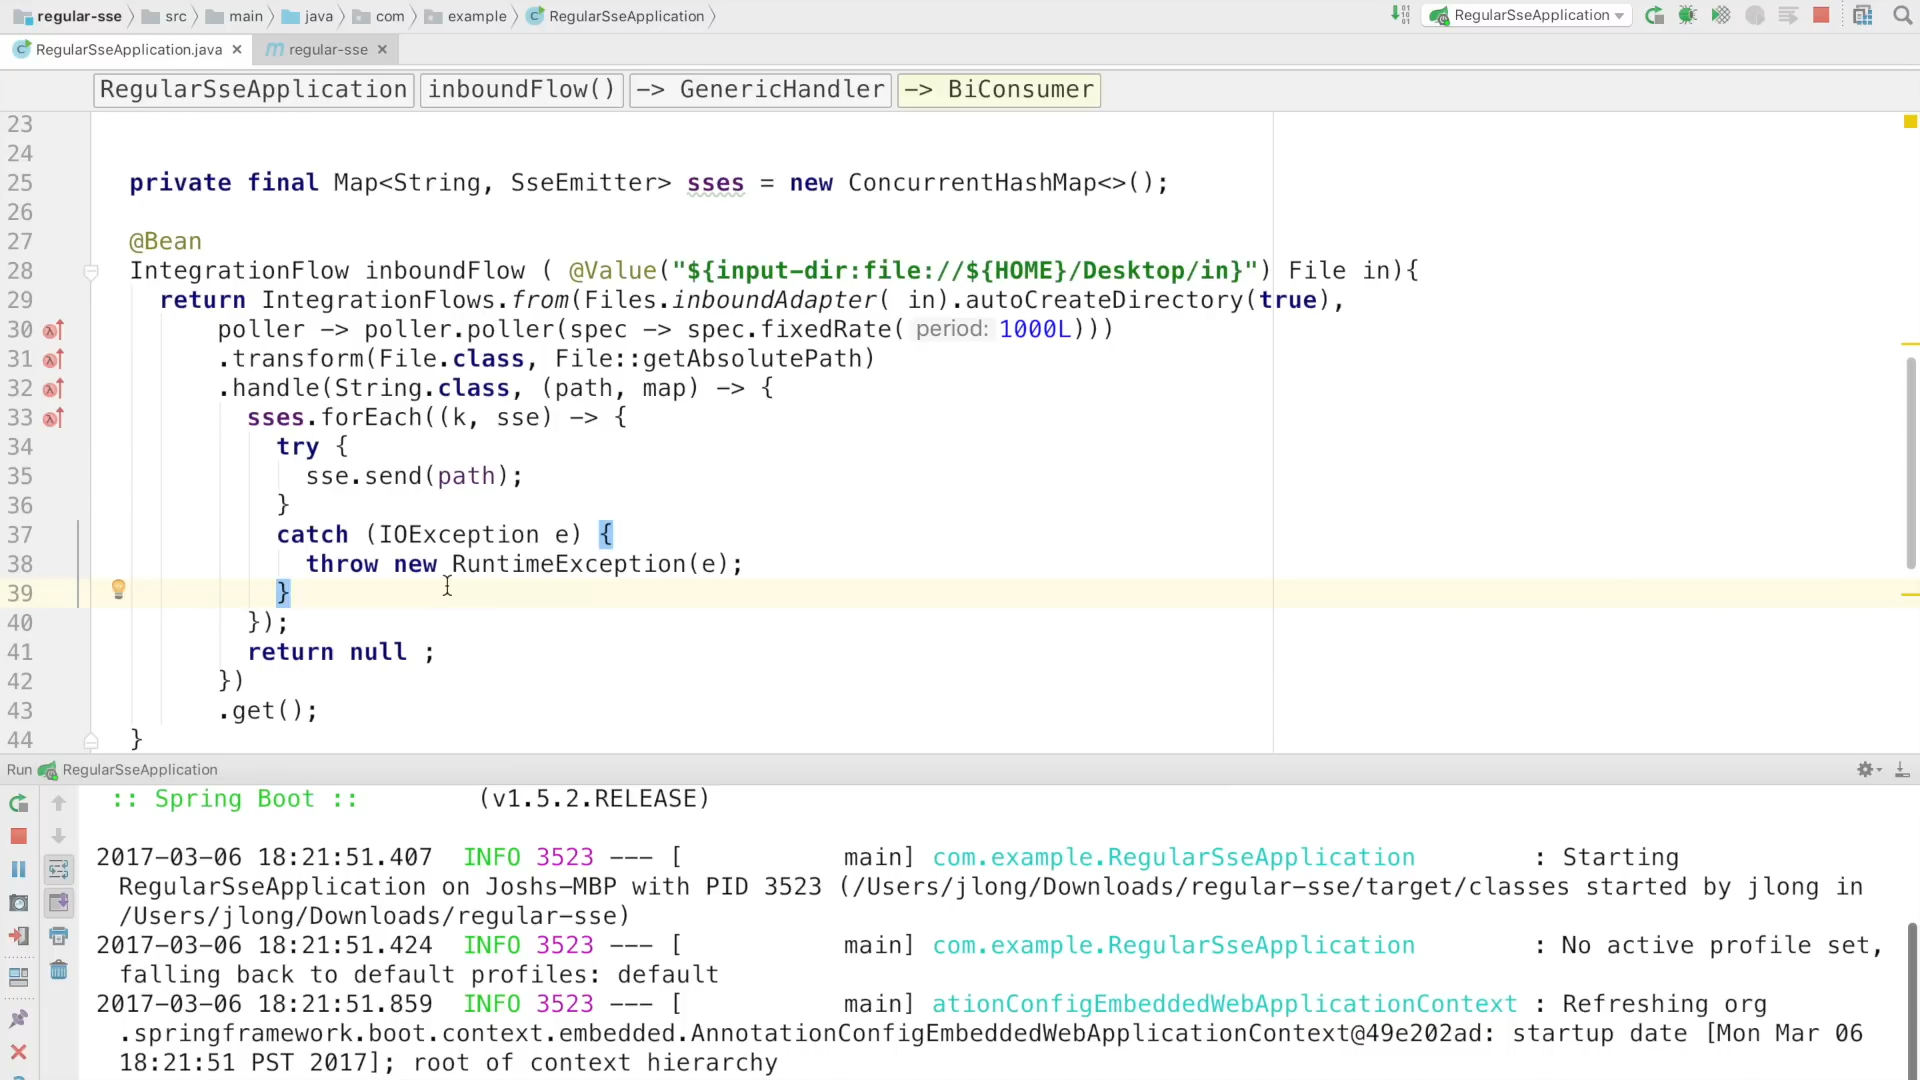 regular-sse src main java com example RegularSseApplication RegularSseApplication
RegularSseApplication.java regular-sse
RegularSseApplication inboundFlow() -> GenericHandler -> BiConsumer
23
24
25 private final Map<String, SseEmitter> sses = new ConcurrentHashMap<>();
26
27 @Bean
28 IntegrationFlow inboundFlow ( @Value("${input-dir:file://${HOME}/Desktop/in}") File in){
29 return IntegrationFlows.from(Files.inboundAdapter( in).autoCreateDirectory(true),
30 poller -> poller.poller(spec -> spec.fixedRate( period: 1000L)))
31 .transform(File.class, File::getAbsolutePath)
32 .handle(String.class, (path, map) -> {
33 sses.forEach((k, sse) -> {
34 try {
35 sse.send(path);
36 }
37 catch (IOException e) {
38 throw new RuntimeException(e);
39 }
40 });
41 return null ;
42 })
43 .get();
44 }
Run RegularSseApplication
:: Spring Boot :: (v1.5.2.RELEASE)
2017-03-06 18:21:51.407 INFO 3523 --- [ main] com.example.RegularSseApplication : Starting
RegularSseApplication on Joshs-MBP with PID 3523 (/Users/jlong/Downloads/regular-sse/target/classes started by jlong in
/Users/jlong/Downloads/regular-sse)
2017-03-06 18:21:51.424 INFO 3523 --- [ main] com.example.RegularSseApplication : No active profile set,
falling back to default profiles: default
2017-03-06 18:21:51.859 INFO 3523 --- [ main] ationConfigEmbeddedWebApplicationContext : Refreshing org
.springframework.boot.context.embedded.AnnotationConfigEmbeddedWebApplicationContext@49e202ad: startup date [Mon Mar 06
18:21:51 PST 2017]; root of context hierarchy